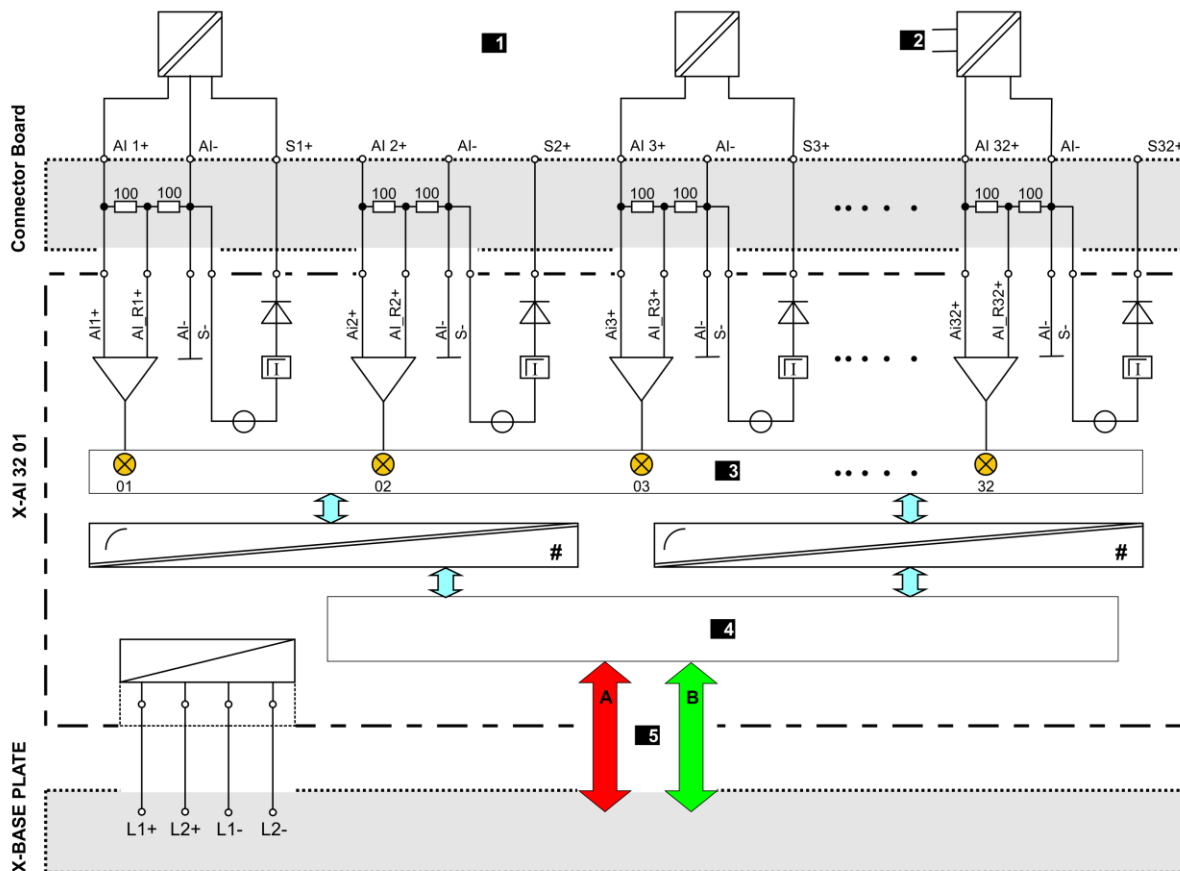 1
2
Connector Board
AI 1+ AI- S1+ AI 2+ AI- S2+ AI 3+ AI- S3+ AI 32+ AI- S32+
100 100 100 100 100 100 100 100
X-AI 32 01
AI1+ AI_R1+ AI- S- Ai2+ AI_R2+ AI- S- Ai3+ AI_R3+ AI- S- Ai32+ AI_R32+ AI- S-
I I I I
3
01 02 03 32
# #
4
A B
5
X-BASE PLATE
L1+ L2+ L1- L2-